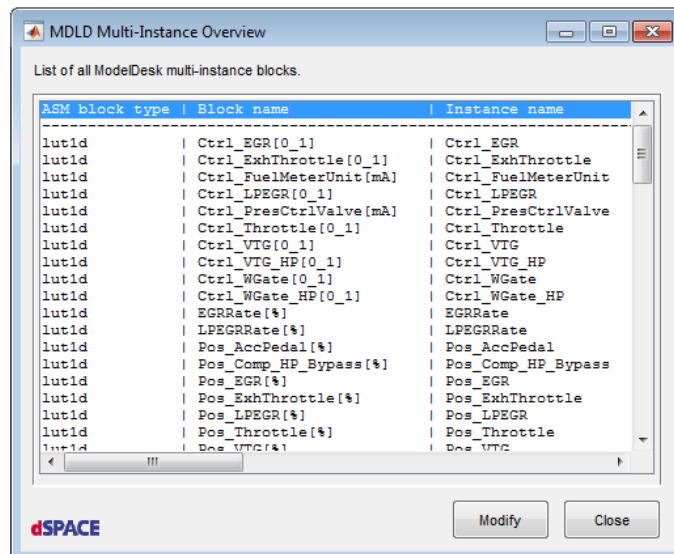 MDLD Multi-Instance Overview
List of all ModelDesk multi-instance blocks.
ASM block type | Block name | Instance name
lut1d | Ctrl_EGR[0_1] | Ctrl_EGR
lut1d | Ctrl_ExhThrottle[0_1] | Ctrl_ExhThrottle
lut1d | Ctrl_FuelMeterUnit[mA] | Ctrl_FuelMeterUnit
lut1d | Ctrl_LPEGR[0_1] | Ctrl_LPEGR
lut1d | Ctrl_PresCtrlValve[mA] | Ctrl_PresCtrlValve
lut1d | Ctrl_Throttle[0_1] | Ctrl_Throttle
lut1d | Ctrl_VTG[0_1] | Ctrl_VTG
lut1d | Ctrl_VTG_HP[0_1] | Ctrl_VTG_HP
lut1d | Ctrl_WGate[0_1] | Ctrl_WGate
lut1d | Ctrl_WGate_HP[0_1] | Ctrl_WGate_HP
lut1d | EGRRate[%] | EGRRate
lut1d | LPEGRRate[%] | LPEGRRate
lut1d | Pos_AccPedal[%] | Pos_AccPedal
lut1d | Pos_Comp_HP_Bypass[%] | Pos_Comp_HP_Bypass
lut1d | Pos_EGR[%] | Pos_EGR
lut1d | Pos_ExhThrottle[%] | Pos_ExhThrottle
lut1d | Pos_LPEGR[%] | Pos_LPEGR
lut1d | Pos_Throttle[%] | Pos_Throttle
lut1d | Pos_VTG[%] | Pos_VTG
dSPACE
Modify
Close